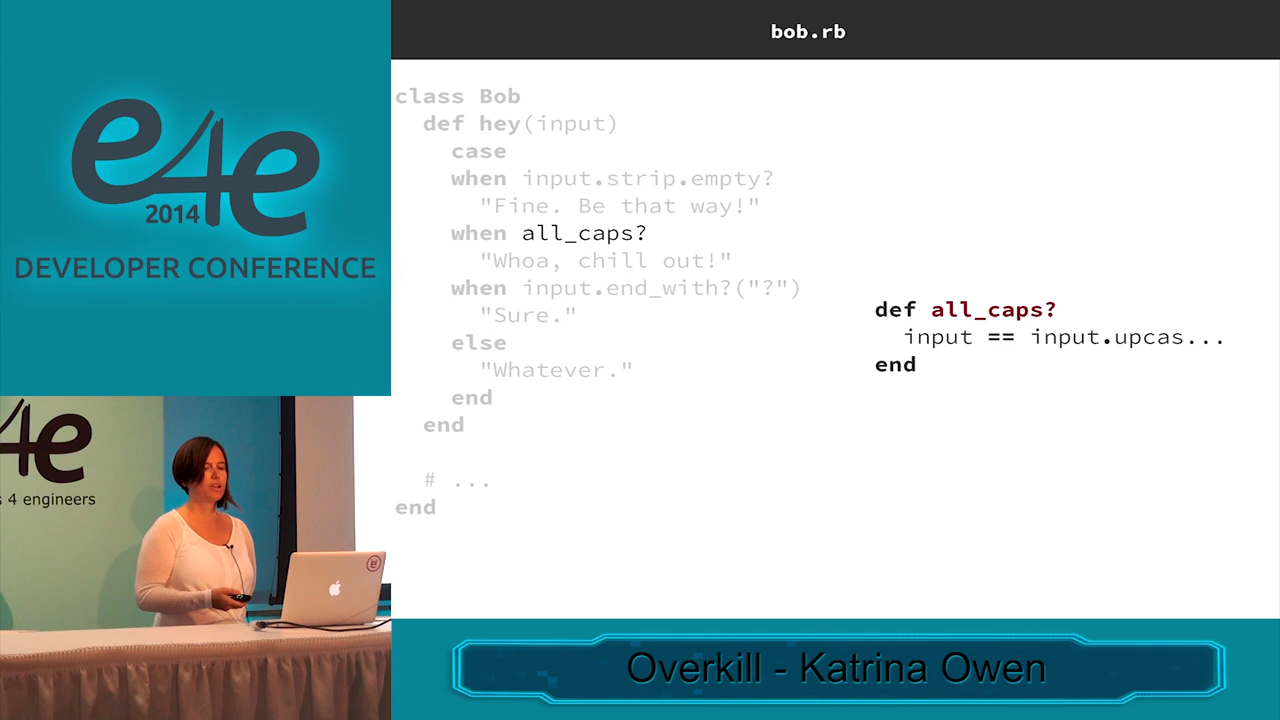 e4e
2014
DEVELOPER CONFERENCE
bob.rb
class Bob
def hey(input)
case
when input.strip.empty?
"Fine. Be that way!"
when all_caps?
"Whoa, chill out!"
when input.end_with?("?")
"Sure."
else
"Whatever."
end
end
# ...
end
def all_caps?
input == input.upcas...
end
4e
s 4 engineers
Overkill - Katrina Owen